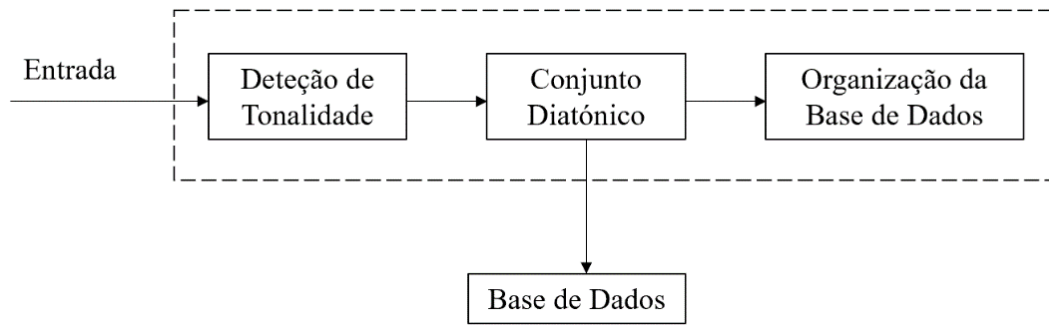 Entrada
Deteção de
Tonalidade
Conjunto
Diatónico
Organização da
Base de Dados
Base de Dados